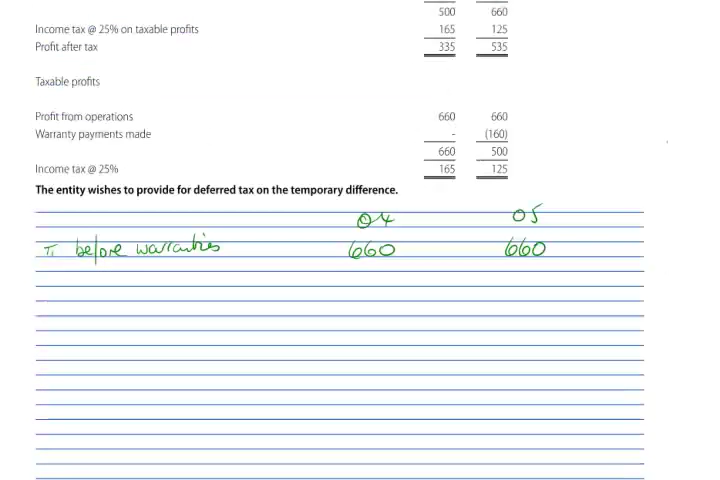 500 660
Income tax @ 25% on taxable profits 165 125
Profit after tax 335 535
Taxable profits
Profit from operations 660 660
Warranty payments made - (160)
660 500
Income tax @ 25% 165 125
The entity wishes to provide for deferred tax on the temporary difference.
04 05
π before warranties 660 660